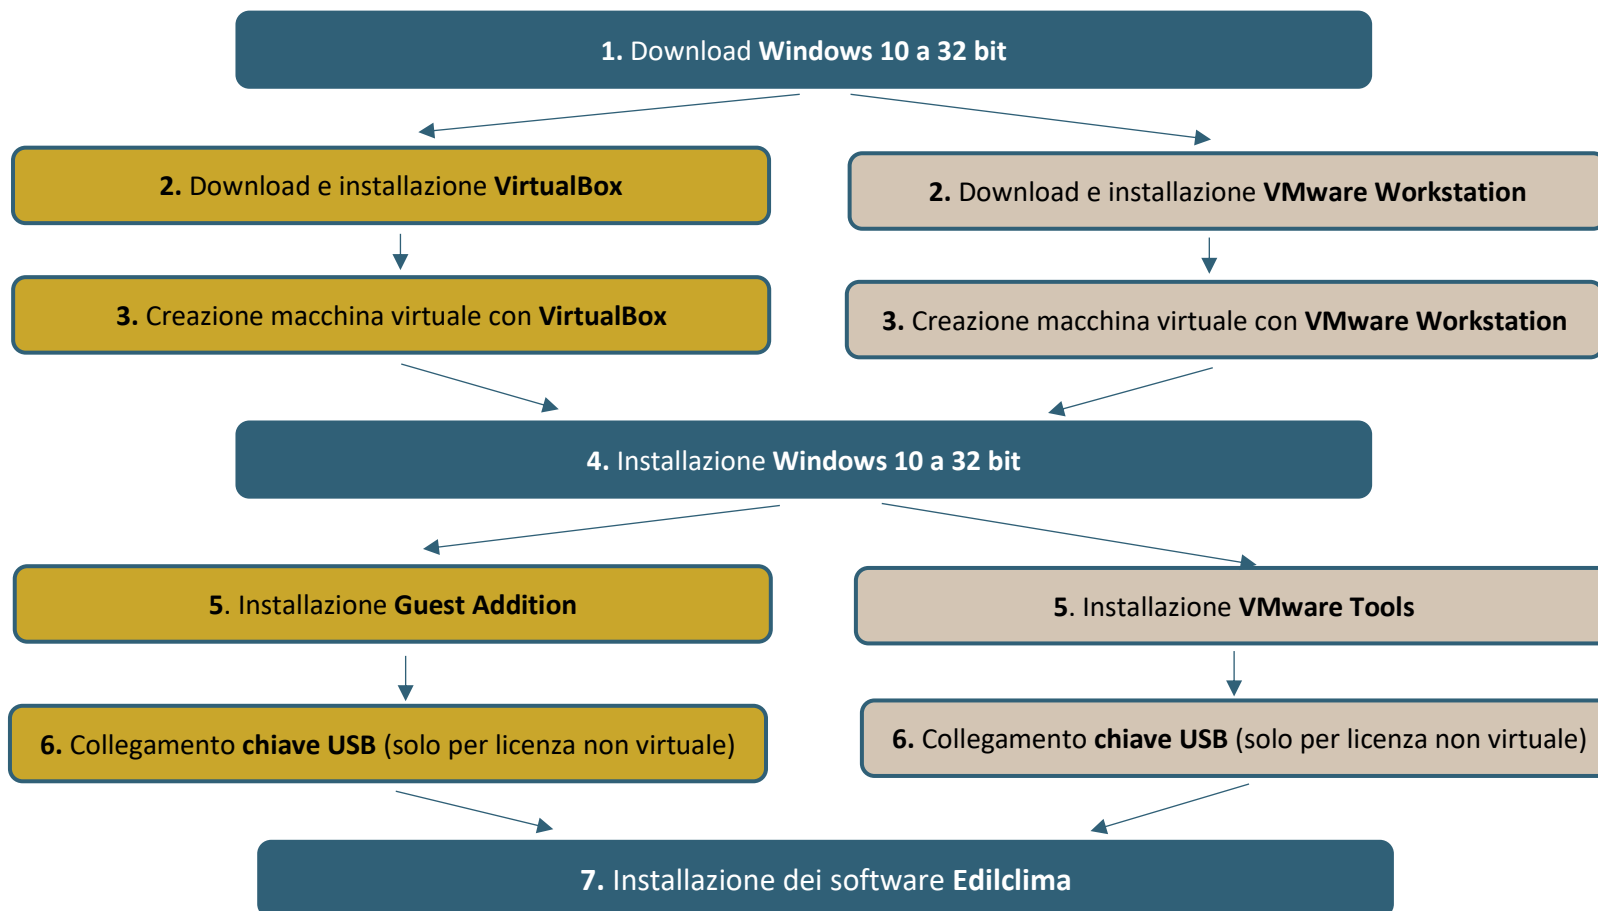 1. Download Windows 10 a 32 bit
2. Download e installazione VirtualBox
2. Download e installazione VMware Workstation
3. Creazione macchina virtuale con VirtualBox
3. Creazione macchina virtuale con VMware Workstation
4. Installazione Windows 10 a 32 bit
5. Installazione Guest Addition
5. Installazione VMware Tools
6. Collegamento chiave USB (solo per licenza non virtuale)
6. Collegamento chiave USB (solo per licenza non virtuale)
7. Installazione dei software Edilclima